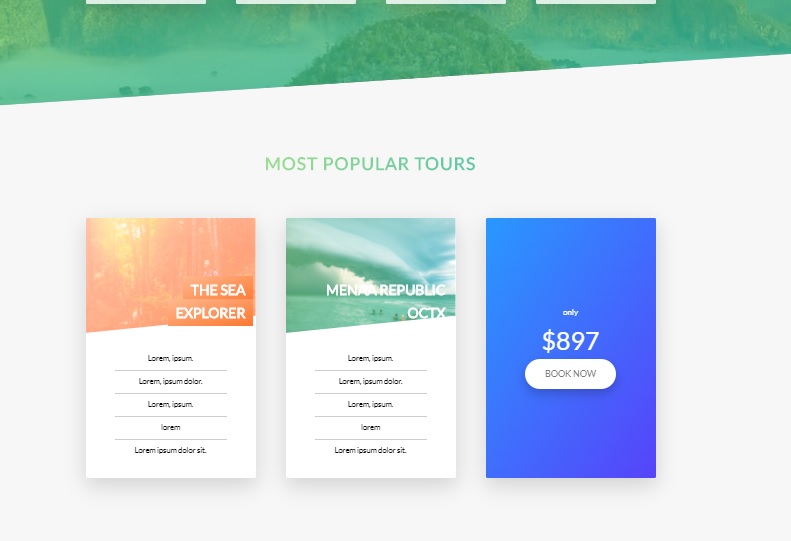 MOST POPULAR TOURS
THE SEA
EXPLORER
Lorem, ipsum.
Lorem, ipsum dolor.
Lorem, ipsum.
lorem
Lorem ipsum dolor sit.
MENAA REPUBLIC
OCTX
Lorem, ipsum.
Lorem, ipsum dolor.
Lorem, ipsum.
lorem
Lorem ipsum dolor sit.
only
$897
BOOK NOW